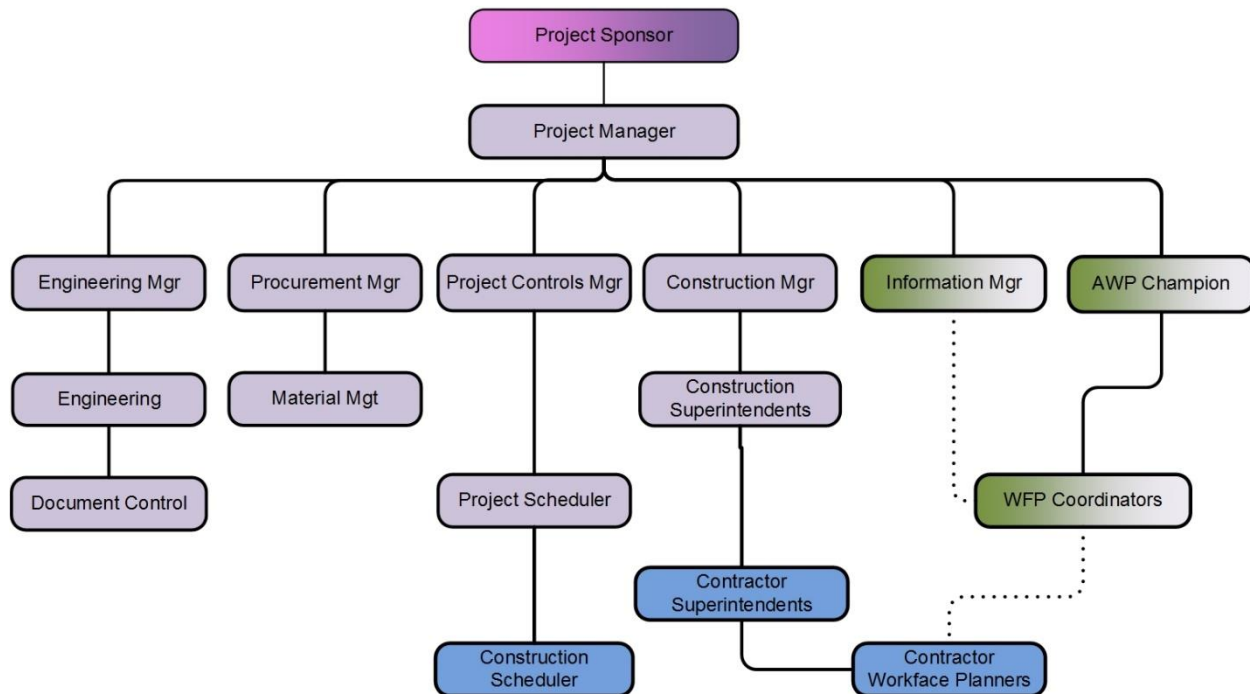 Project Sponsor
Project Manager
Engineering Mgr
Procurement Mgr
Project Controls Mgr
Construction Mgr
Information Mgr
AWP Champion
Engineering
Material Mgt
Construction
Superintendents
Document Control
Project Scheduler
WFP Coordinators
Contractor
Superintendents
Construction
Scheduler
Contractor
Workface Planners